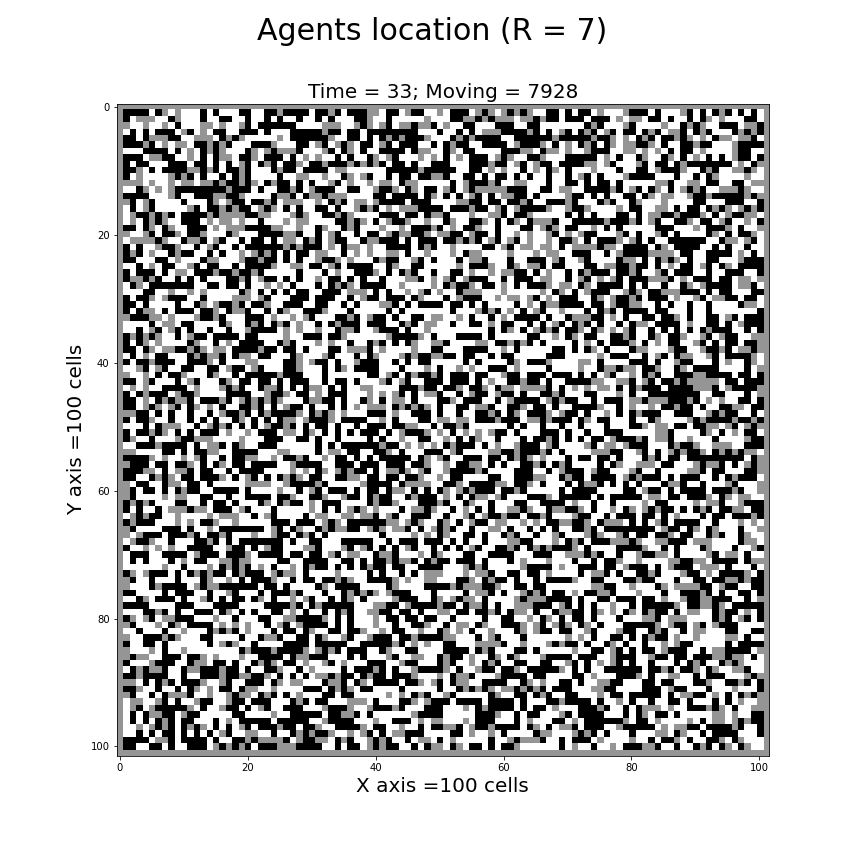 Agents location (R = 7)
Time = 33; Moving = 7928
0
20
40
60
80
100
Y axis =100 cells
0 20 40 60 80 100
X axis =100 cells